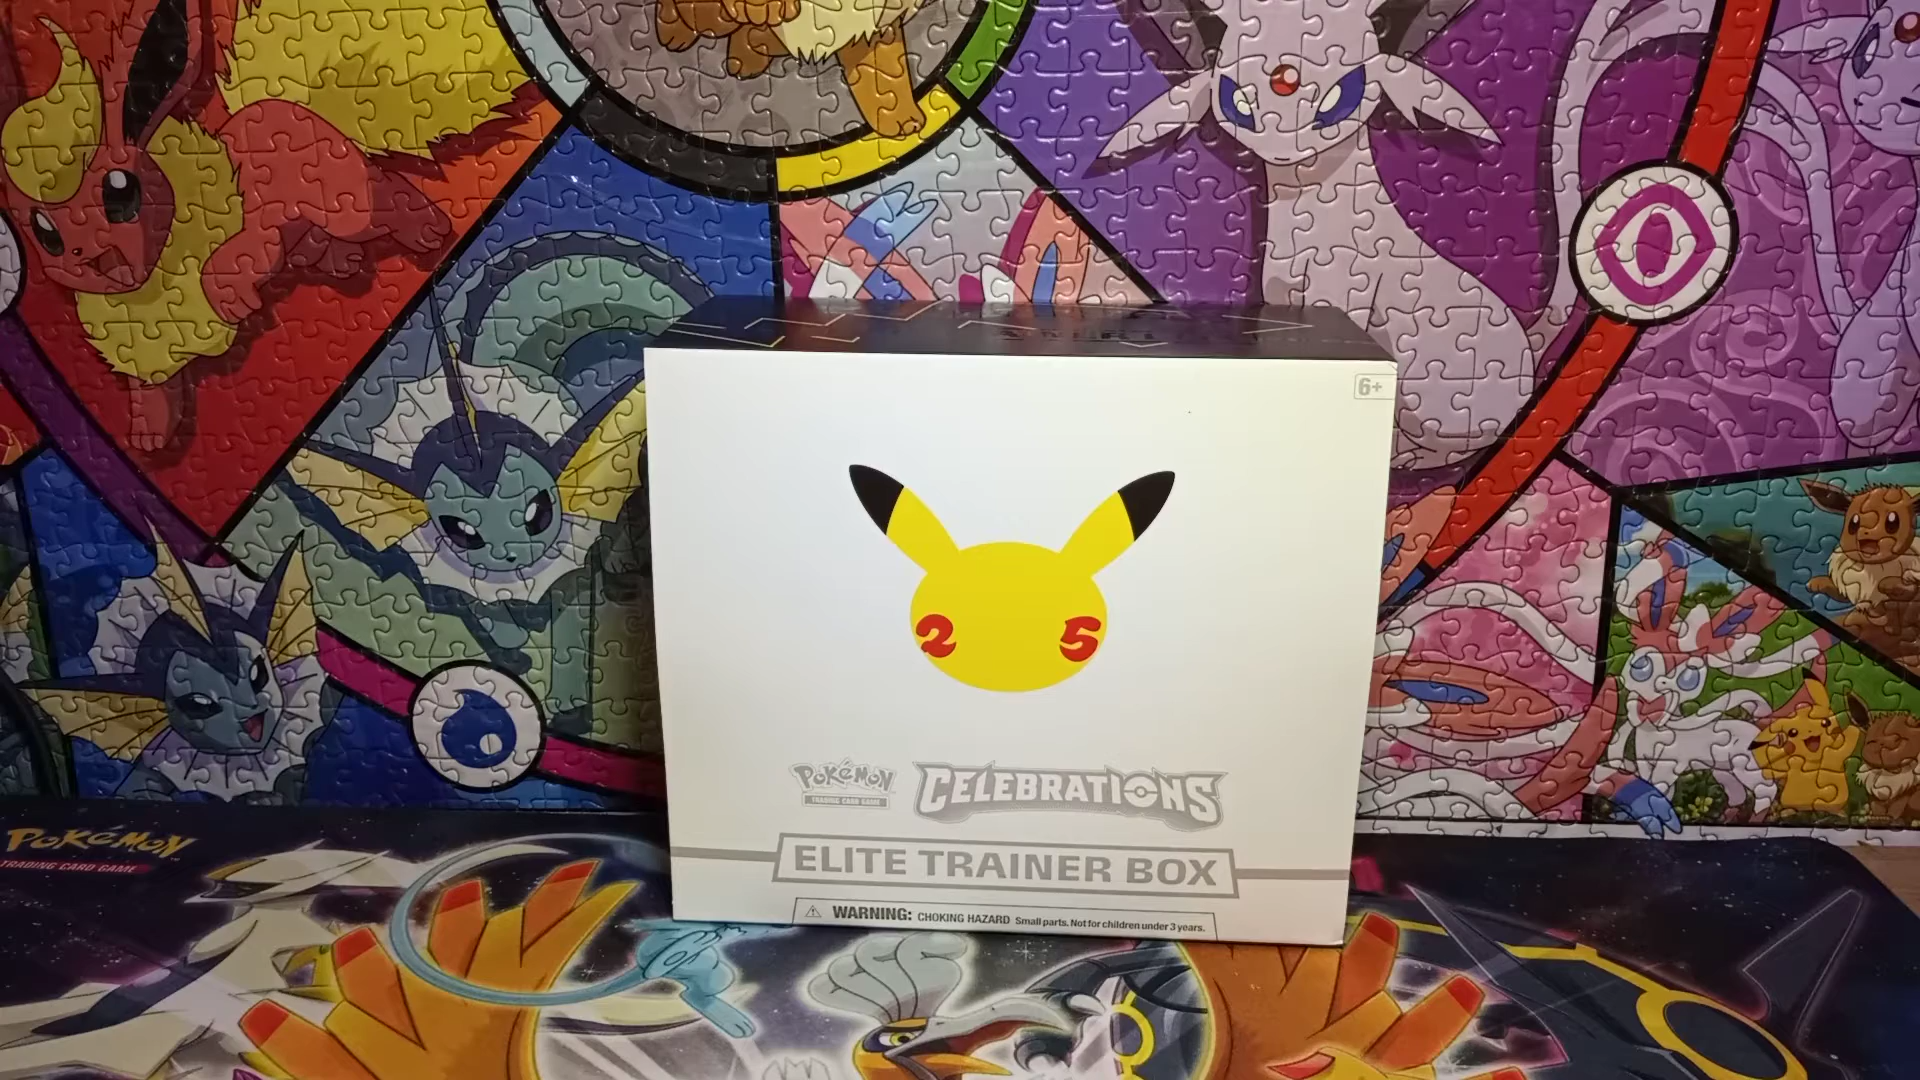 6+
2 5
Pokémon
TRADING CARD GAME
CELEBRATIONS
ELITE TRAINER BOX
WARNING: CHOKING HAZARD Small parts. Not for children under 3 years.
POKéMON
TRADING CARD GAME